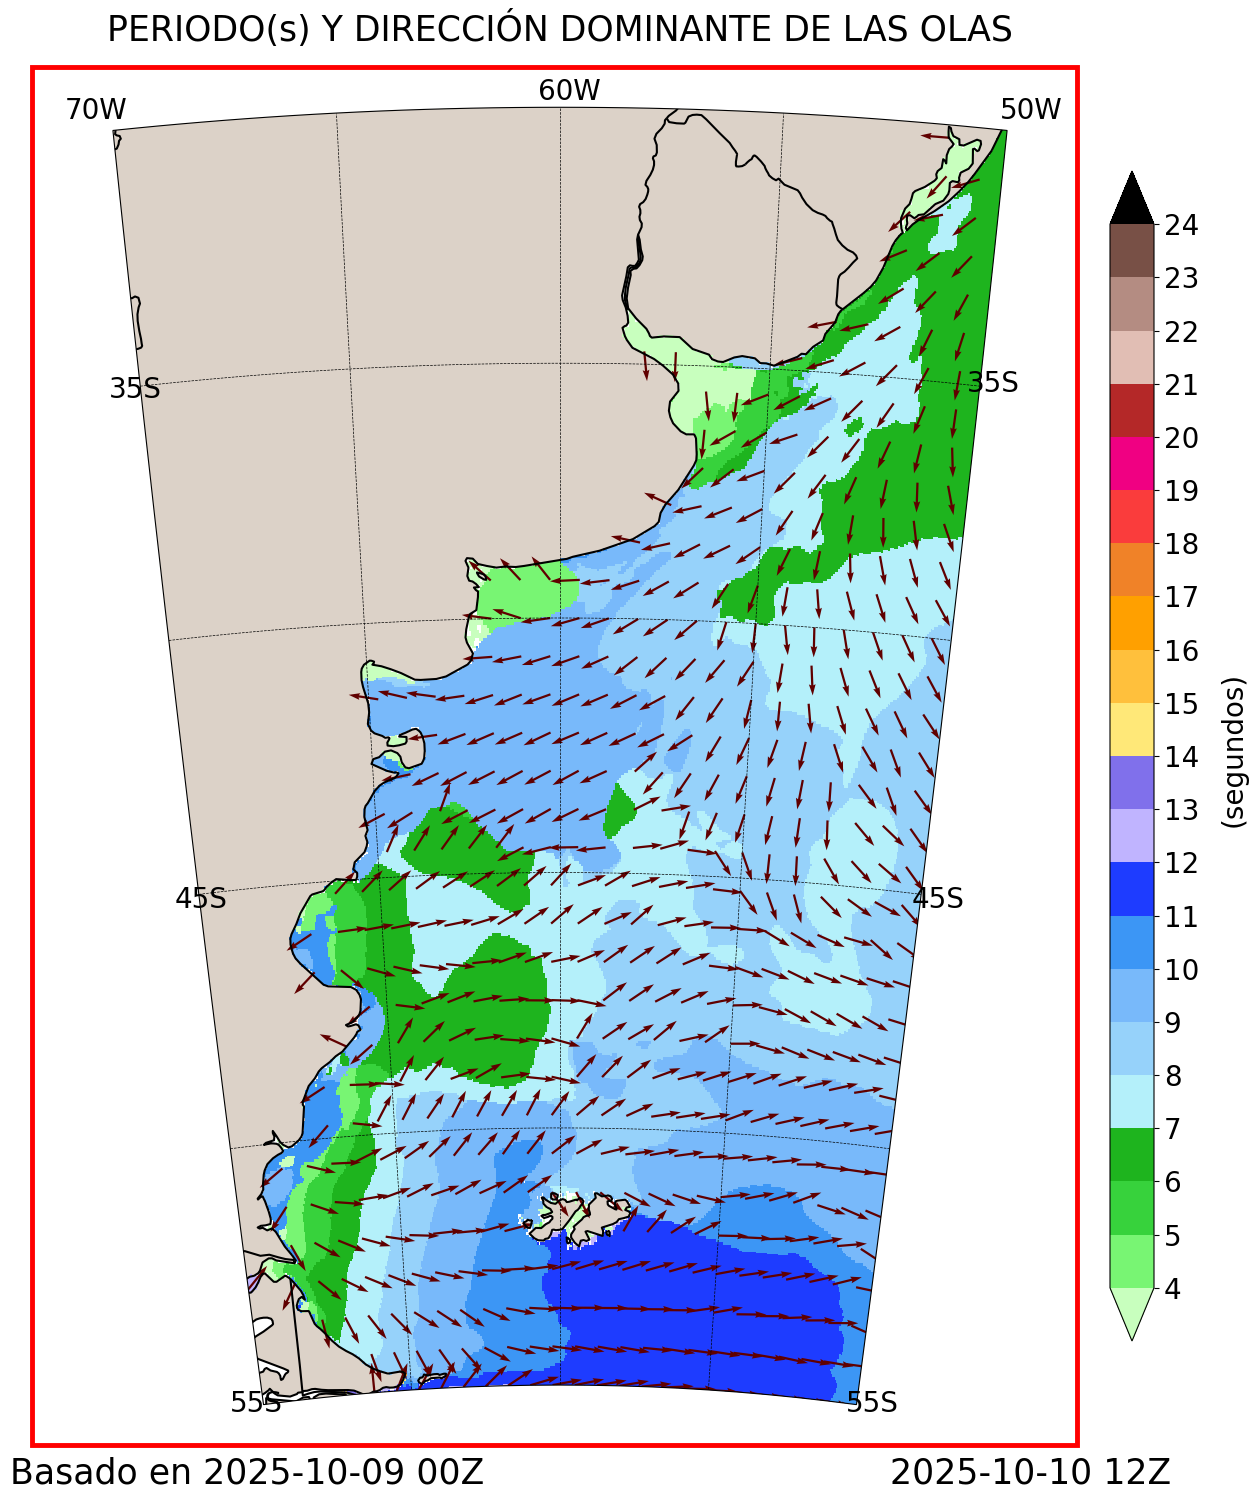 PERIODO(s) Y DIRECCIÓN DOMINANTE DE LAS OLAS
70W
60W
50W
35S
35S
45S
45S
55S
55S
24
23
22
21
20
19
18
17
16
15
14
13
12
11
10
9
8
7
6
5
4
(segundos)
Basado en 2025-10-09 00Z
2025-10-10 12Z